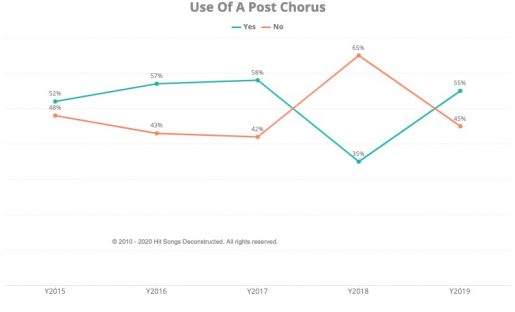 Use Of A Post Chorus
Yes No
65%
58%
57%
55%
52%
48%
45%
43%
42%
35%
© 2010 - 2020 Hit Songs Deconstructed. All rights reserved.
Y2015 Y2016 Y2017 Y2018 Y2019